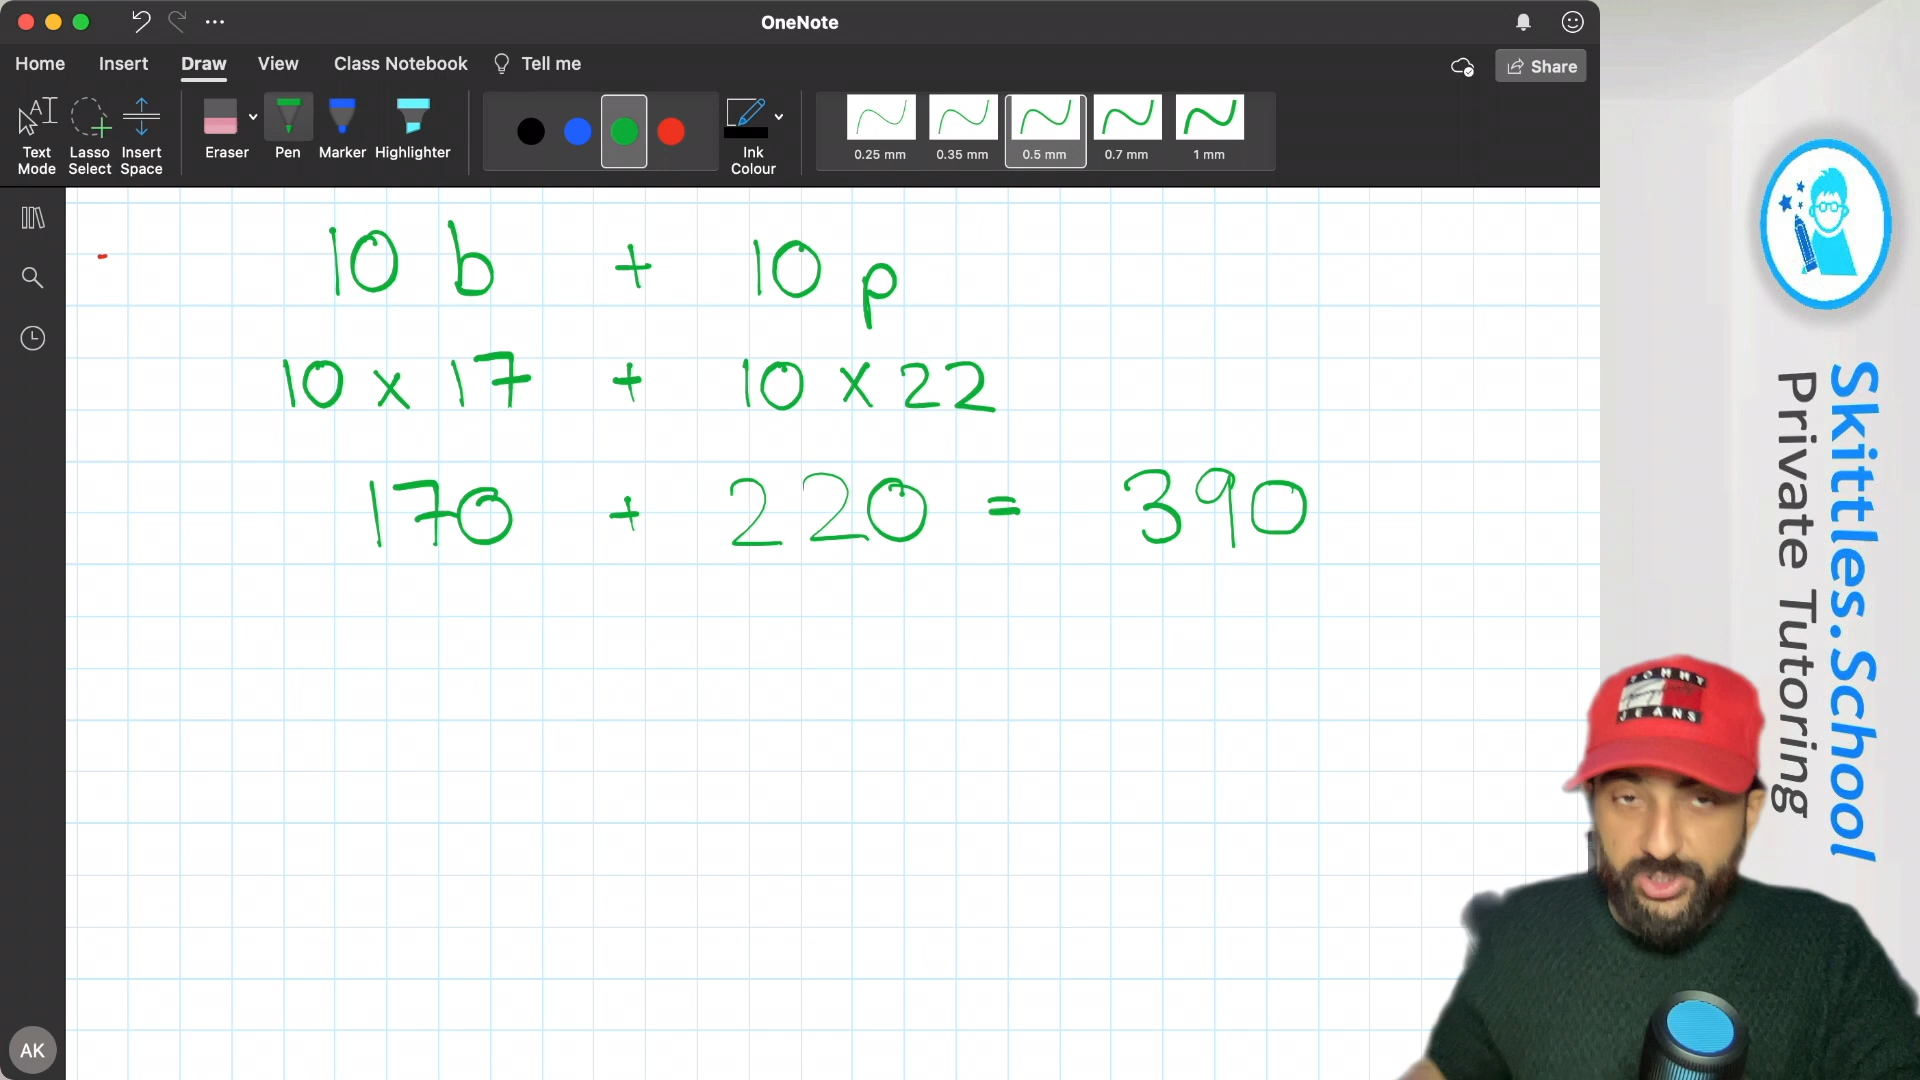 OneNote
Home Insert Draw View Class Notebook Tell me
Share
Text Mode
Lasso Select
Insert Space
Eraser
Pen
Marker
Highlighter
Ink Colour
0.25 mm
0.35 mm
0.5 mm
0.7 mm
1 mm
10 b + 10 p
10 x 17 + 10 x 22
170 + 220 = 390
Skittles.School
Private Tutoring
TOMMY
JEANS
AK